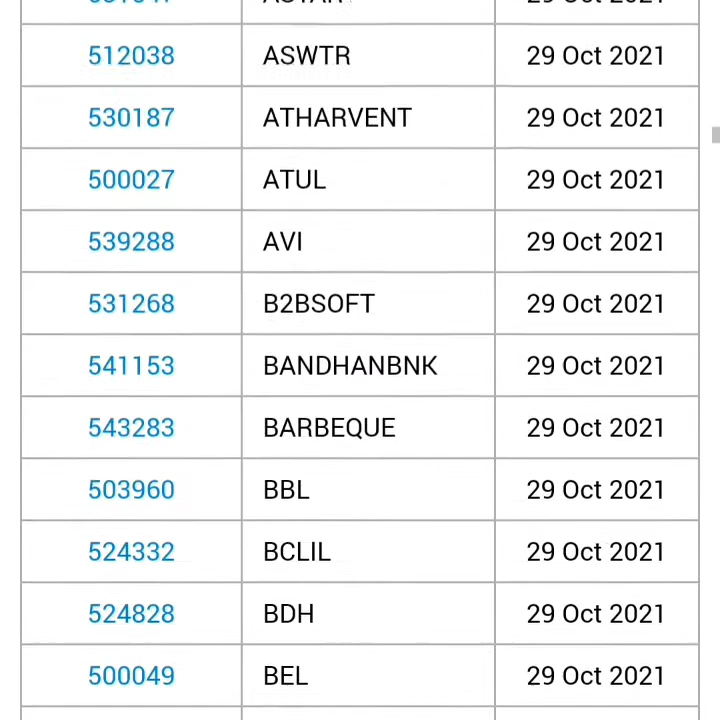 512038 ASWTR 29 Oct 2021
530187 ATHARVENT 29 Oct 2021
500027 ATUL 29 Oct 2021
539288 AVI 29 Oct 2021
531268 B2BSOFT 29 Oct 2021
541153 BANDHANBNK 29 Oct 2021
543283 BARBEQUE 29 Oct 2021
503960 BBL 29 Oct 2021
524332 BCLIL 29 Oct 2021
524828 BDH 29 Oct 2021
500049 BEL 29 Oct 2021